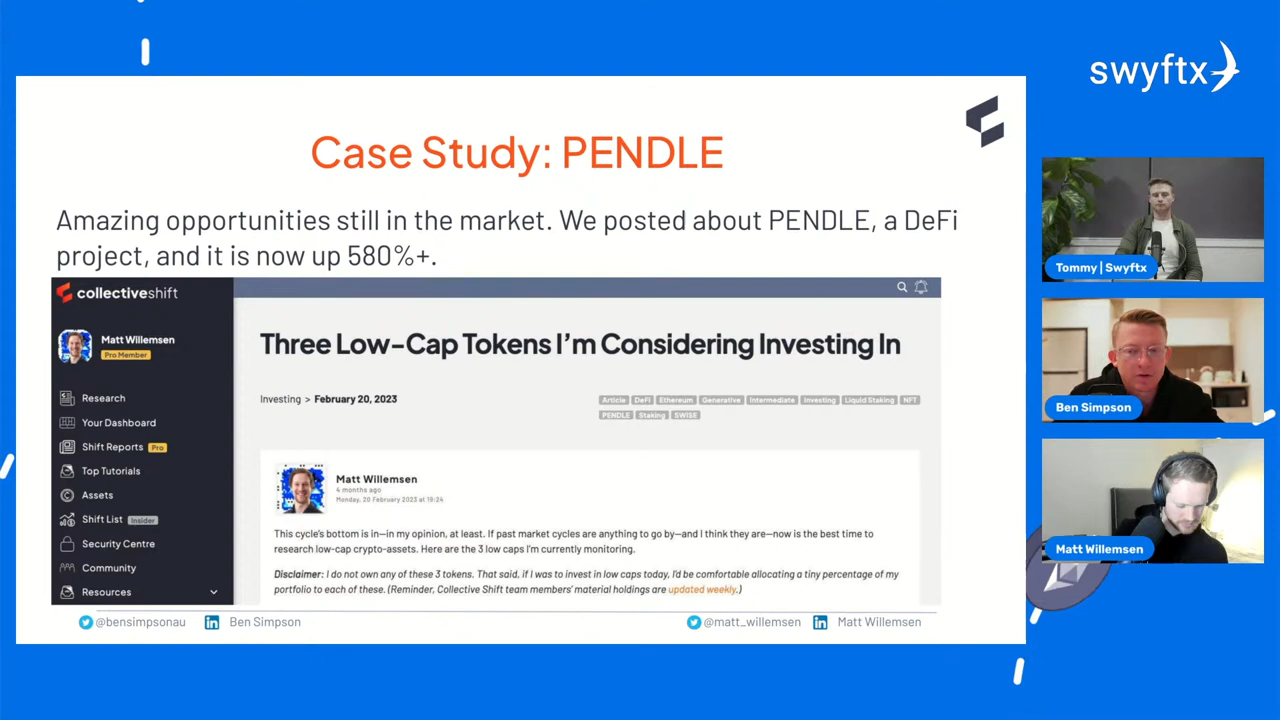 swyftx
Case Study: PENDLE
Amazing opportunities still in the market. We posted about PENDLE, a DeFi
project, and it is now up 580%+.
collectiveshift
Matt Willemsen
Pro Member
Research
Your Dashboard
Shift Reports Pro
Top Tutorials
Assets
Shift List Insider
Security Centre
Community
Resources
Three Low-Cap Tokens I'm Considering Investing In
Investing > February 20, 2023
Article DeFi Ethereum Generative Intermediate Investing Liquid Staking NFT
PENDLE Staking SWISE
Matt Willemsen
4 months ago
Monday, 20 February 2023 at 19:24
This cycle's bottom is in—in my opinion, at least. If past market cycles are anything to go by—and I think they are—now is the best time to
research low-cap crypto-assets. Here are the 3 low caps I'm currently monitoring.
Disclaimer: I do not own any of these 3 tokens. That said, if I was to invest in low caps today, I'd be comfortable allocating a tiny percentage of my
portfolio to each of these. (Reminder, Collective Shift team members' material holdings are updated weekly.)
@bensimpsonau Ben Simpson
@matt_willemsen Matt Willemsen
Tommy | Swyftx
Ben Simpson
Matt Willemsen